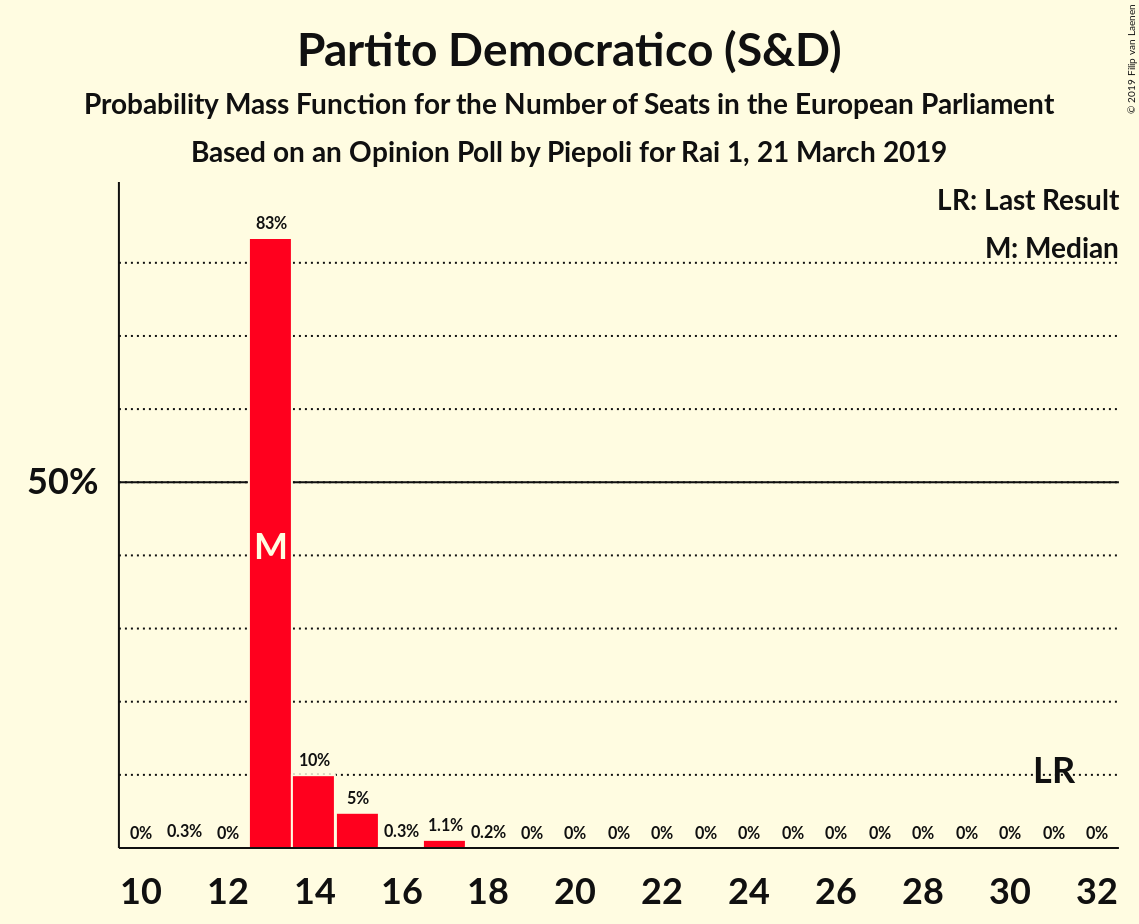 Partito Democratico (S&D)
Probability Mass Function for the Number of Seats in the European Parliament
Based on an Opinion Poll by Piepoli for Rai 1, 21 March 2019
© 2019 Filip van Laenen
LR: Last Result
M: Median
83%
50%
M
10%
LR
5%
0% 0.3% 0% 0.3% 1.1% 0.2% 0% 0% 0% 0% 0% 0% 0% 0% 0% 0% 0% 0% 0% 0%
10 12 14 16 18 20 22 24 26 28 30 32